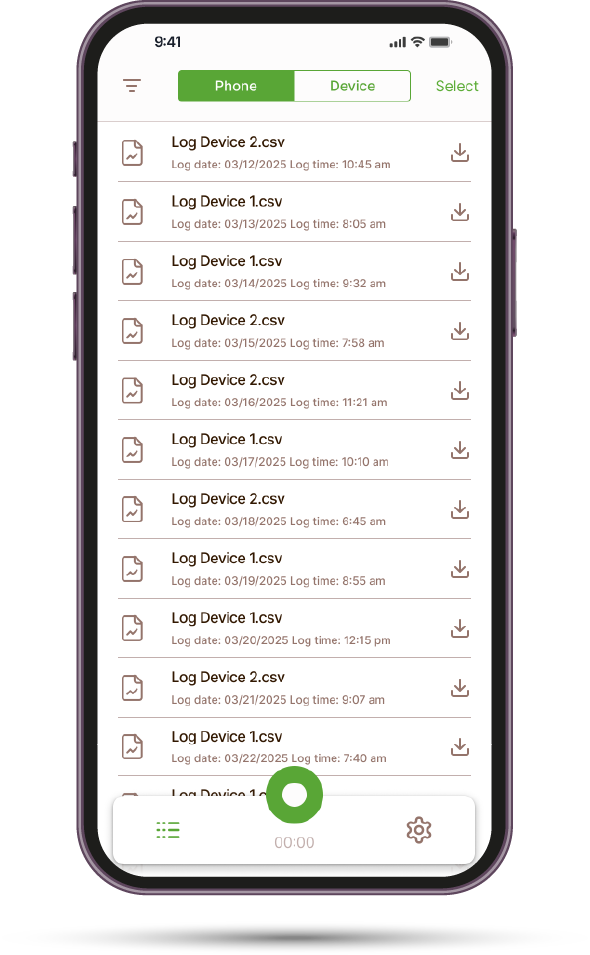 9:41
Phone Device Select
Log Device 2.csv
Log date: 03/12/2025 Log time: 10:45 am
Log Device 1.csv
Log date: 03/13/2025 Log time: 8:05 am
Log Device 1.csv
Log date: 03/14/2025 Log time: 9:32 am
Log Device 2.csv
Log date: 03/15/2025 Log time: 7:58 am
Log Device 2.csv
Log date: 03/16/2025 Log time: 11:21 am
Log Device 1.csv
Log date: 03/17/2025 Log time: 10:10 am
Log Device 2.csv
Log date: 03/18/2025 Log time: 6:45 am
Log Device 1.csv
Log date: 03/19/2025 Log time: 8:55 am
Log Device 1.csv
Log date: 03/20/2025 Log time: 12:15 pm
Log Device 2.csv
Log date: 03/21/2025 Log time: 9:07 am
Log Device 1.csv
Log date: 03/22/2025 Log time: 7:40 am
Log Device
00:00